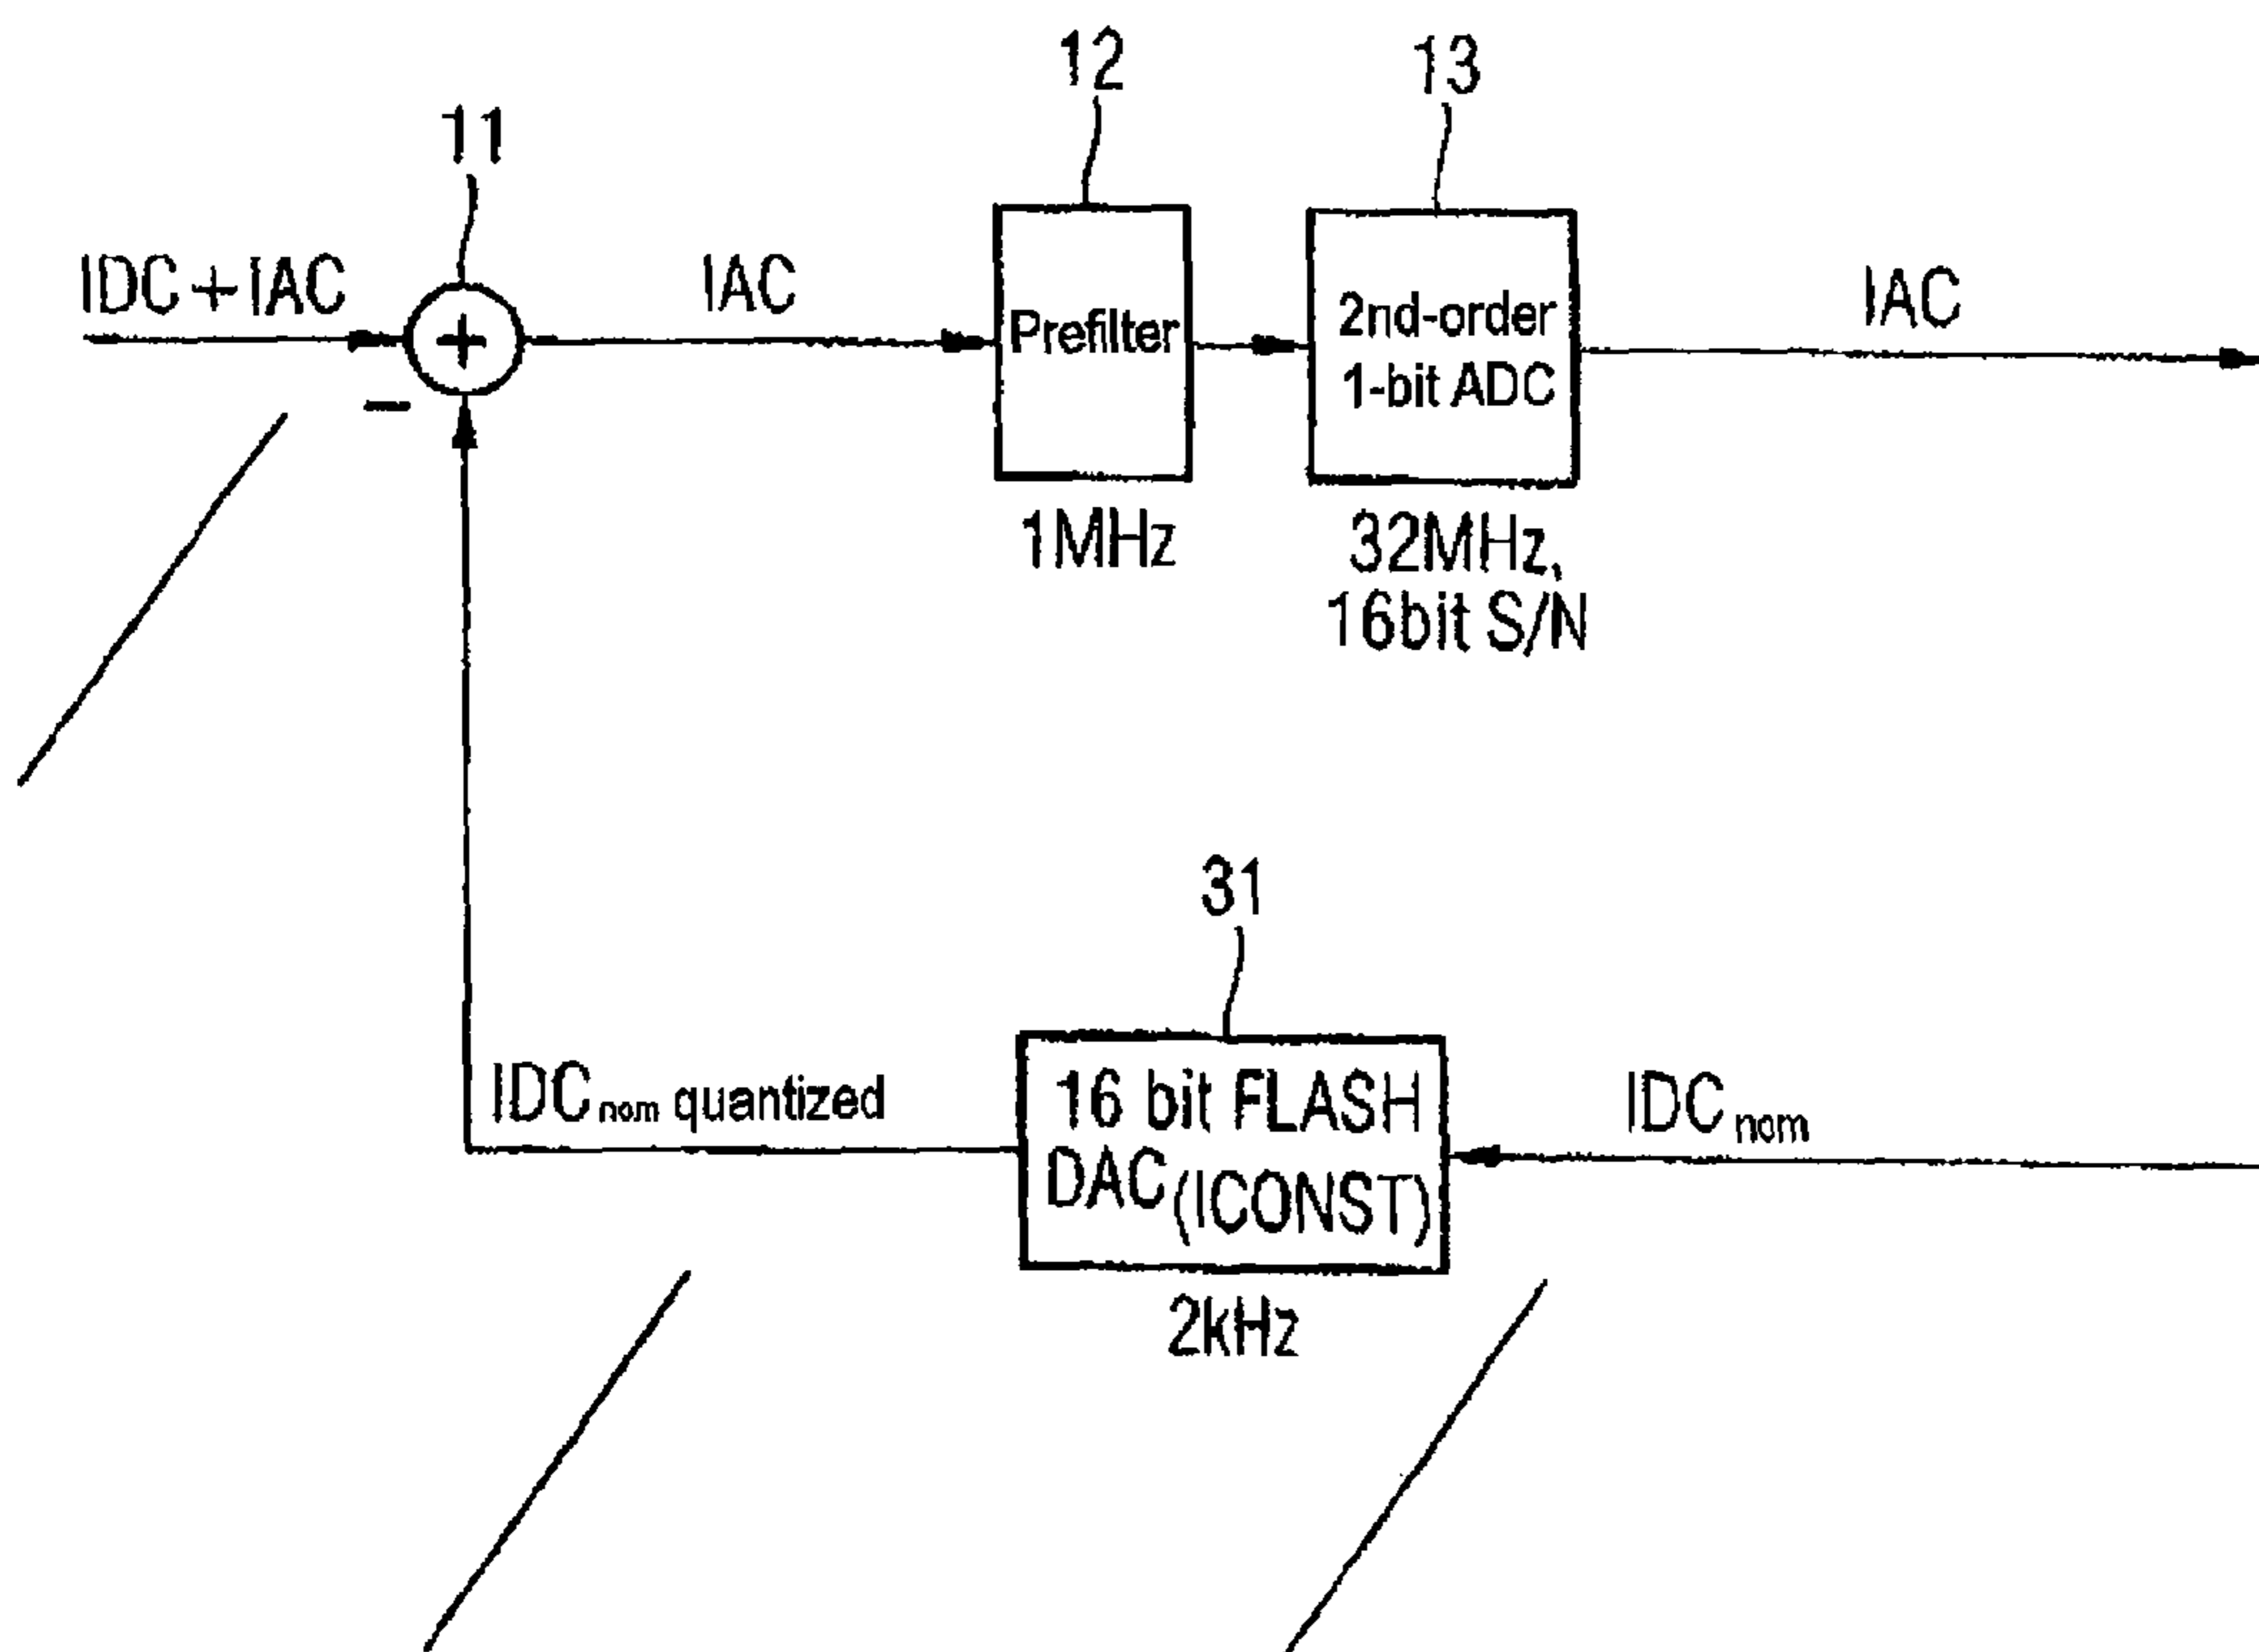 12
13
11
IDC+IAC
IAC
IAC
Prefilter
2nd-order
1-bit ADC
1MHz
32MHz,
16bit S/N
31
IDCnom quantized
16 bit FLASH
DAC(ICONST)
IDCnom
2kHz